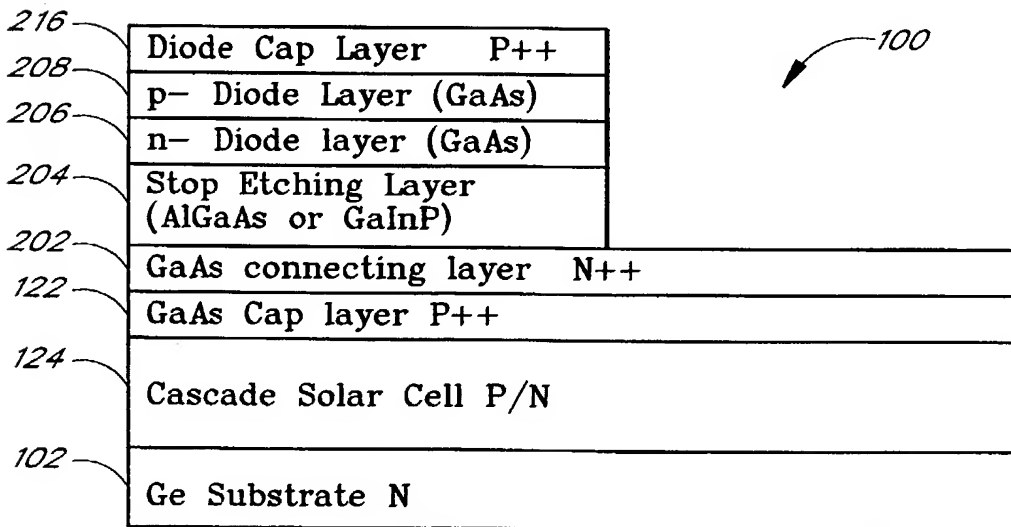 216
Diode Cap Layer P++
100
208
p- Diode Layer (GaAs)
206
n- Diode layer (GaAs)
204
Stop Etching Layer
(AlGaAs or GaInP)
202
GaAs connecting layer N++
122
GaAs Cap layer P++
124
Cascade Solar Cell P/N
102
Ge Substrate N